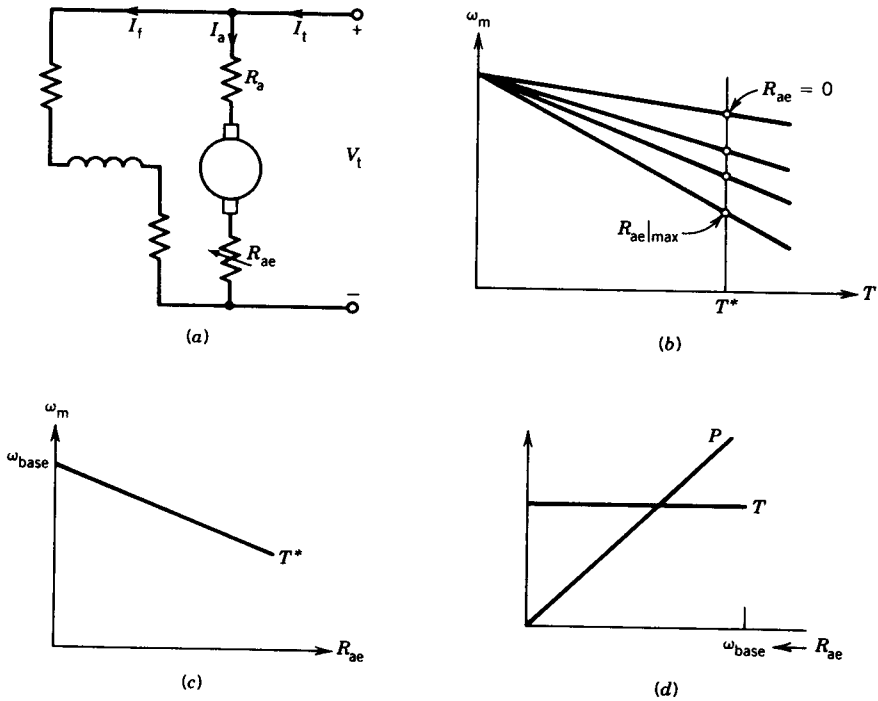 I_f I_a I_t
+
R_a
V_t
R_ae
−
(a)
ω_m
R_ae = 0
R_ae|max
T* T
(b)
ω_m
ω_base
T*
R_ae
(c)
P
T
ω_base ← R_ae
(d)